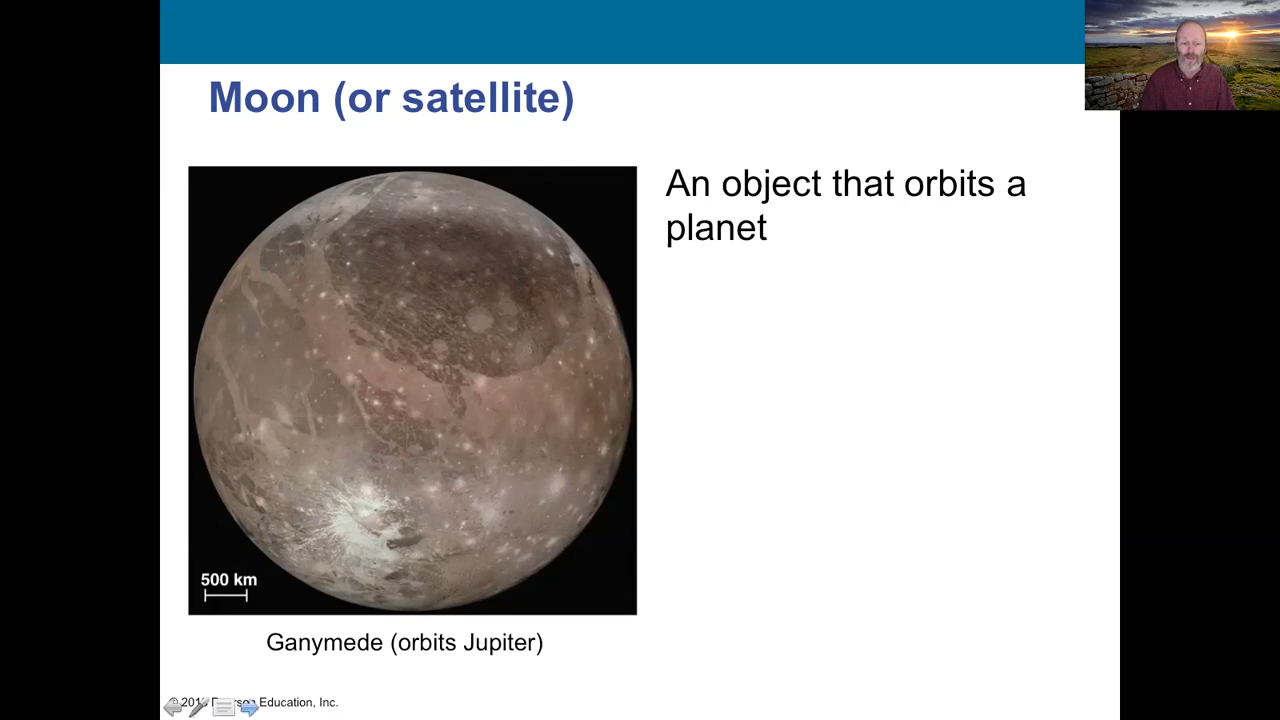 Moon (or satellite)
An object that orbits a
planet
500 km
Ganymede (orbits Jupiter)
Education, Inc.